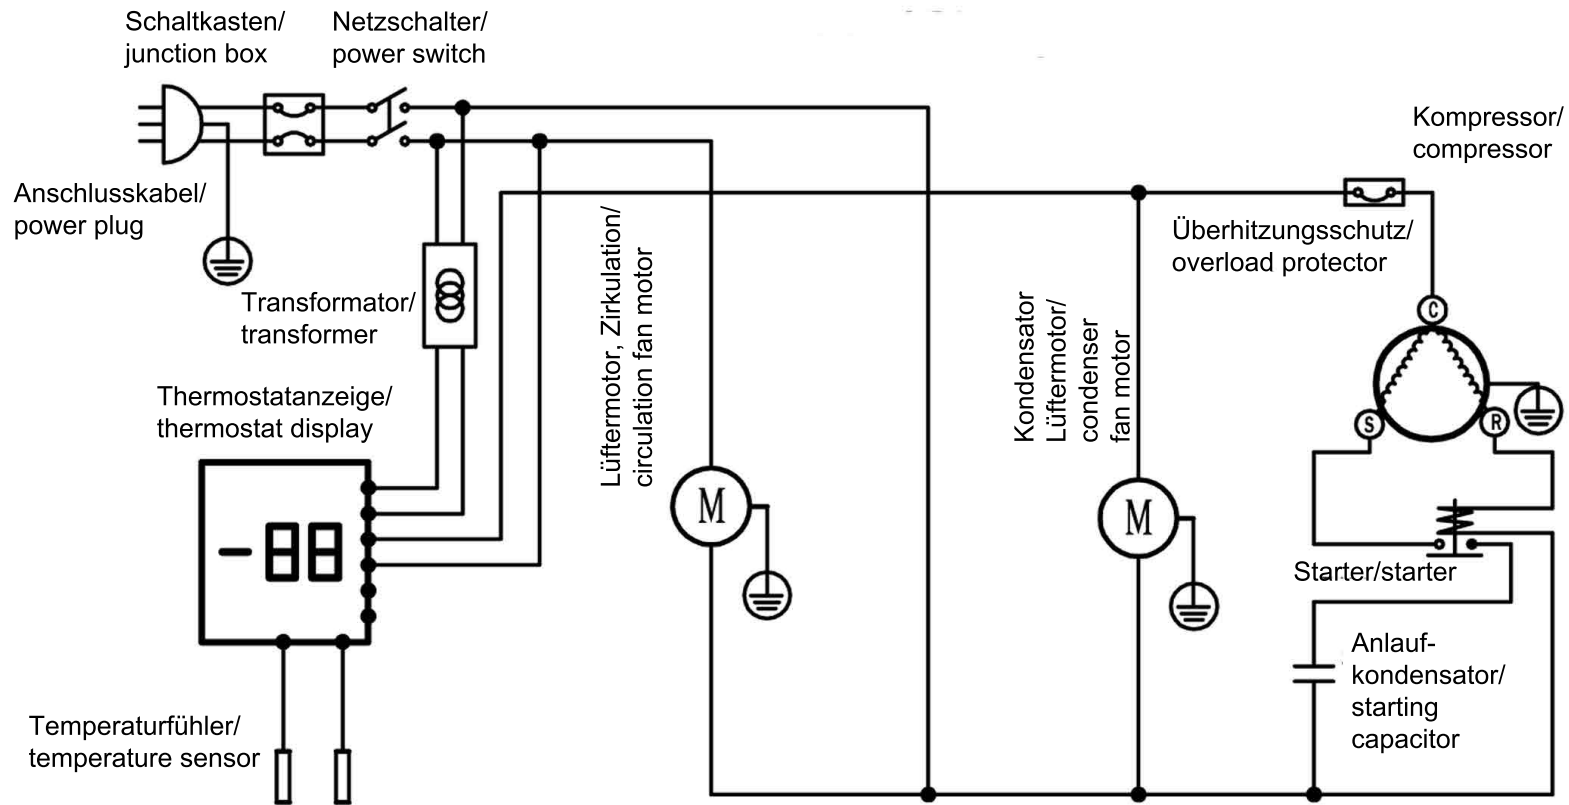 Schaltkasten/
junction box
Netzschalter/
power switch
Kompressor/
compressor
Anschlusskabel/
power plug
Überhitzungsschutz/
overload protector
Transformator/
transformer
Lüftermotor, Zirkulation/
circulation fan motor
Kondensator
Lüftermotor/
condenser
fan motor
C
S
R
Thermostatanzeige/
thermostat display
-88
M
M
Starter/starter
Anlauf-
kondensator/
starting
capacitor
Temperaturfühler/
temperature sensor